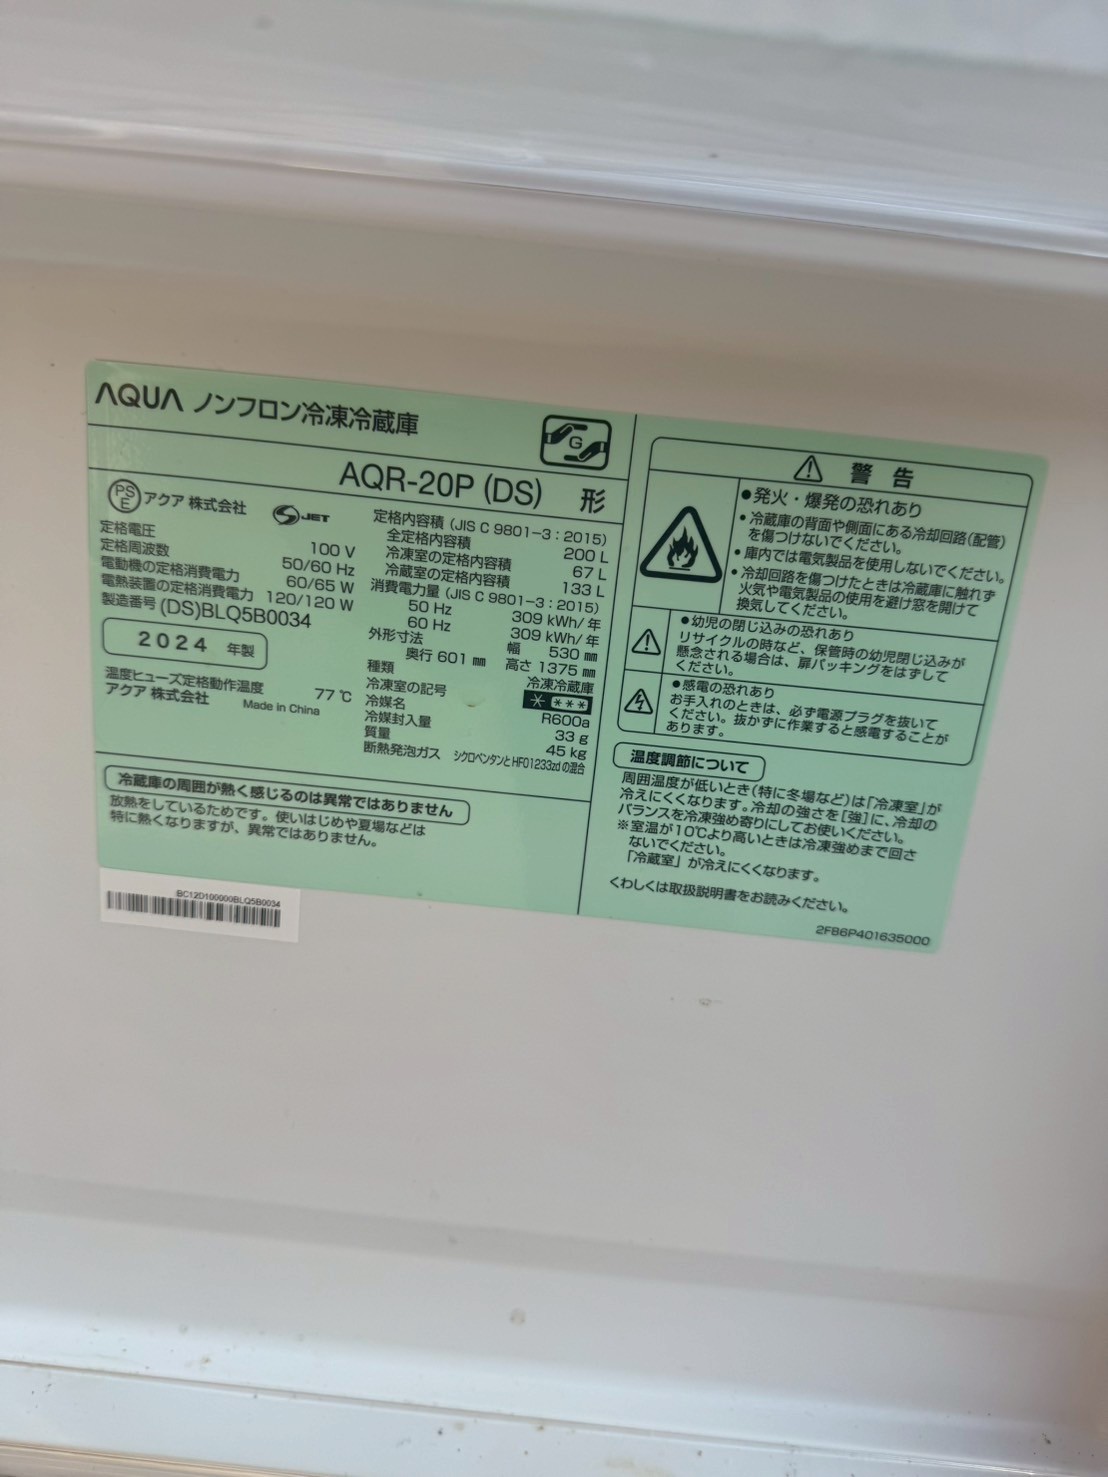 AQUA ノンフロン冷凍冷蔵庫
G
AQR-20P (DS) 形
PS E アクア 株式会社 JET
定格電圧 100 V
定格周波数 50/60 Hz
電動機の定格消費電力 60/65 W
電熱装置の定格消費電力 120/120 W
製造番号 (DS)BLQ5B0034
2024 年製
温度ヒューズ定格動作温度 77 ℃
アクア 株式会社 Made in China
定格内容積 (JIS C 9801-3 : 2015)
全定格内容積 200 L
冷凍室の定格内容積 67 L
冷蔵室の定格内容積 133 L
消費電力量 (JIS C 9801-3 : 2015)
50 Hz 309 kWh/年
60 Hz 309 kWh/年
外形寸法 幅 530 ㎜
奥行 601 ㎜ 高さ 1375 ㎜
種類 冷凍冷蔵庫
冷凍室の記号 * ***
冷媒名 R600a
冷媒封入量 33 g
質量 45 kg
断熱発泡ガス シクロペンタンとHFO1233zdの混合
冷蔵庫の周囲が熱く感じるのは異常ではありません
放熱をしているためです。使いはじめや夏場などは
特に熱くなりますが、異常ではありません。
BC12D100000BLQ5B0034
警告
●発火・爆発の恐れあり
・冷蔵庫の背面や側面にある冷却回路(配管)
を傷つけないでください。
・庫内では電気製品を使用しないでください。
・冷却回路を傷つけたときは冷蔵庫に触れず
火気や電気製品の使用を避け窓を開けて
換気してください。
●幼児の閉じ込みの恐れあり
リサイクルの時など、保管時の幼児閉じ込みが
懸念される場合は、扉パッキングをはずして
ください。
●感電の恐れあり
お手入れのときは、必ず電源プラグを抜いて
ください。抜かずに作業すると感電することが
あります。
温度調節について
周囲温度が低いとき(特に冬場など)は「冷凍室」が
冷えにくくなります。冷却の強さを[強]に、冷却の
バランスを冷凍強め寄りにしてお使いください。
※室温が10℃より高いときは冷凍強めまで回さ
ないでください。
「冷蔵室」が冷えにくくなります。
くわしくは取扱説明書をお読みください。
2FB6P401635000